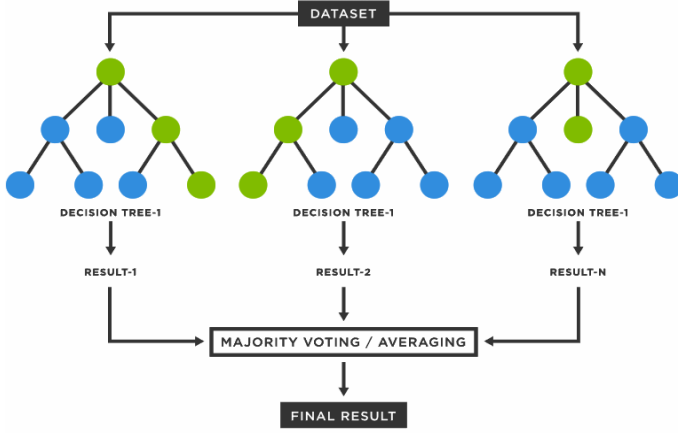 DATASET
DECISION TREE-1
DECISION TREE-1
DECISION TREE-1
RESULT-1
RESULT-2
RESULT-N
MAJORITY VOTING / AVERAGING
FINAL RESULT